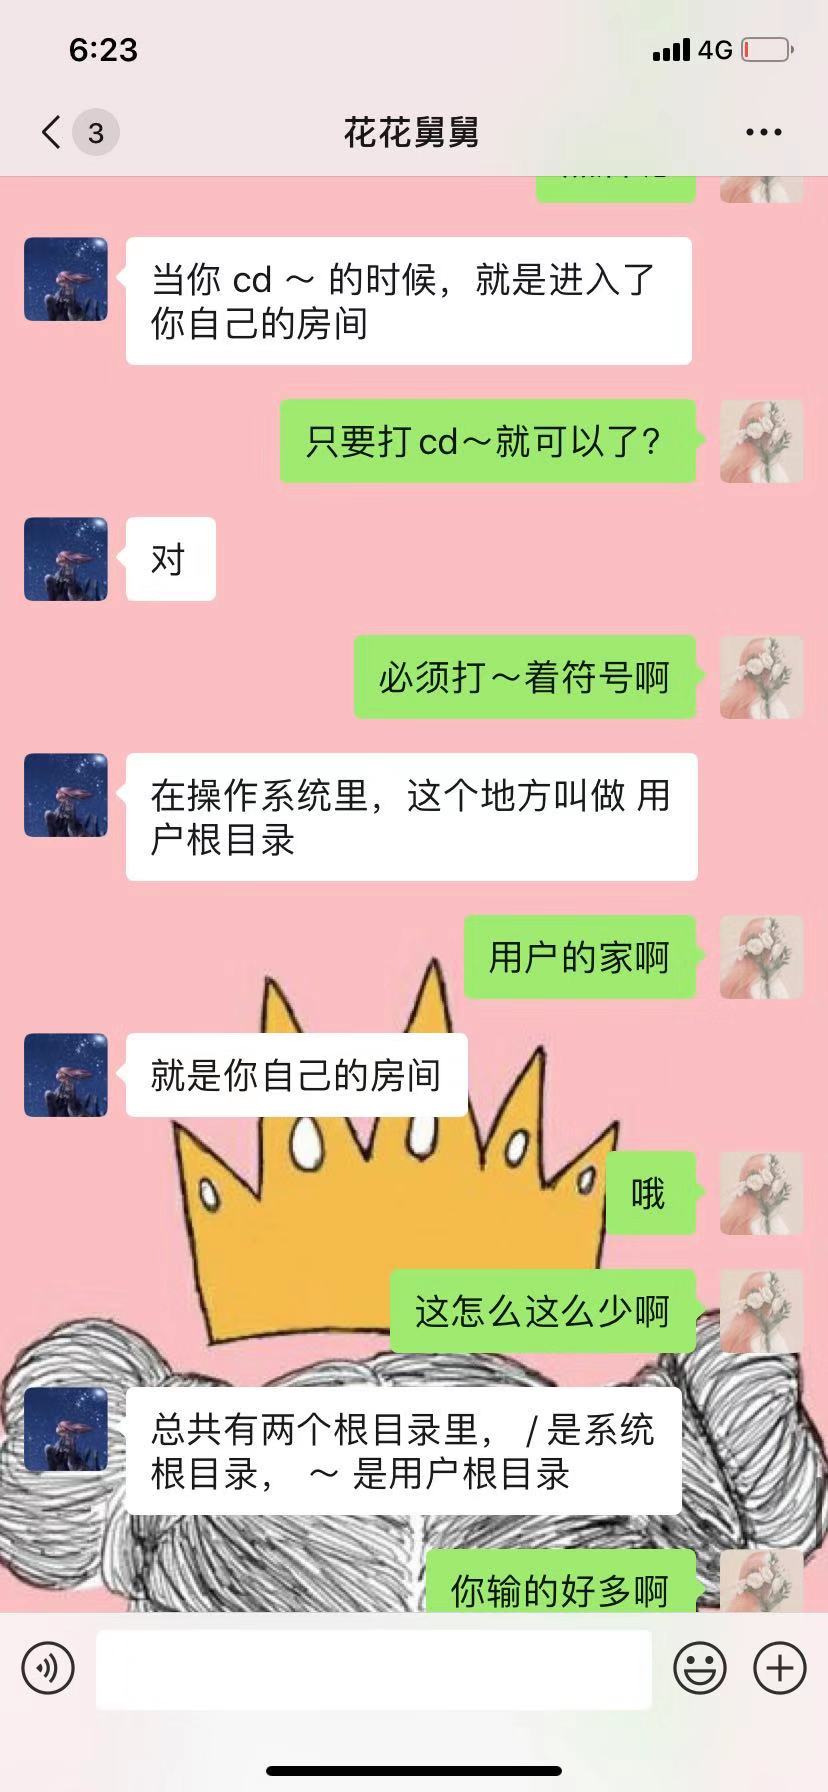 6:23
4G
3
花花舅舅
当你 cd ～ 的时候，就是进入了
你自己的房间
只要打cd～就可以了?
对
必须打～着符号啊
在操作系统里，这个地方叫做 用
户根目录
用户的家啊
就是你自己的房间
哦
这怎么这么少啊
总共有两个根目录里， / 是系统
根目录， ～ 是用户根目录
你输的好多啊